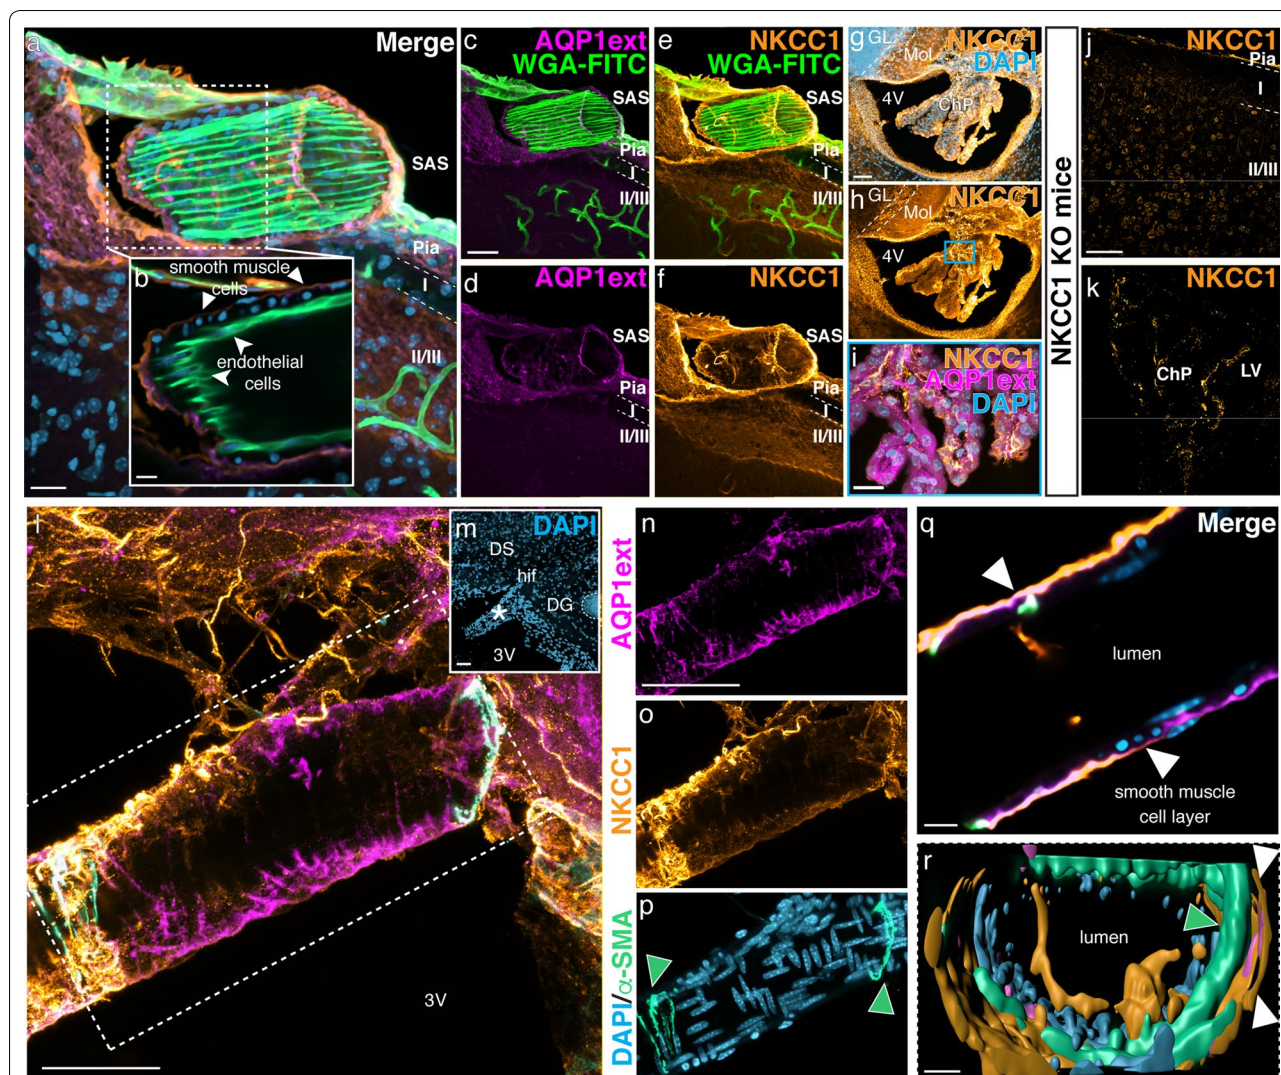 a
Merge
SAS
Pia
I
II/III
b
smooth muscle
cells
endothelial
cells
c
AQP1ext
WGA-FITC
SAS
Pia
I
II/III
d
AQP1ext
SAS
Pia
I
II/III
e
NKCC1
WGA-FITC
SAS
Pia
I
II/III
f
NKCC1
SAS
Pia
I
II/III
g
NKCC1
DAPI
GL
Mol
4V
ChP
h
NKCC1
GL
Mol
4V
i
NKCC1
AQP1ext
DAPI
NKCC1 KO mice
j
NKCC1
Pia
I
II/III
k
NKCC1
ChP
LV
l
3V
m
DAPI
DS
hif
DG
*
3V
AQP1ext
n
NKCC1
o
DAPI/α-SMA
p
q
Merge
lumen
smooth muscle
cell layer
r
lumen